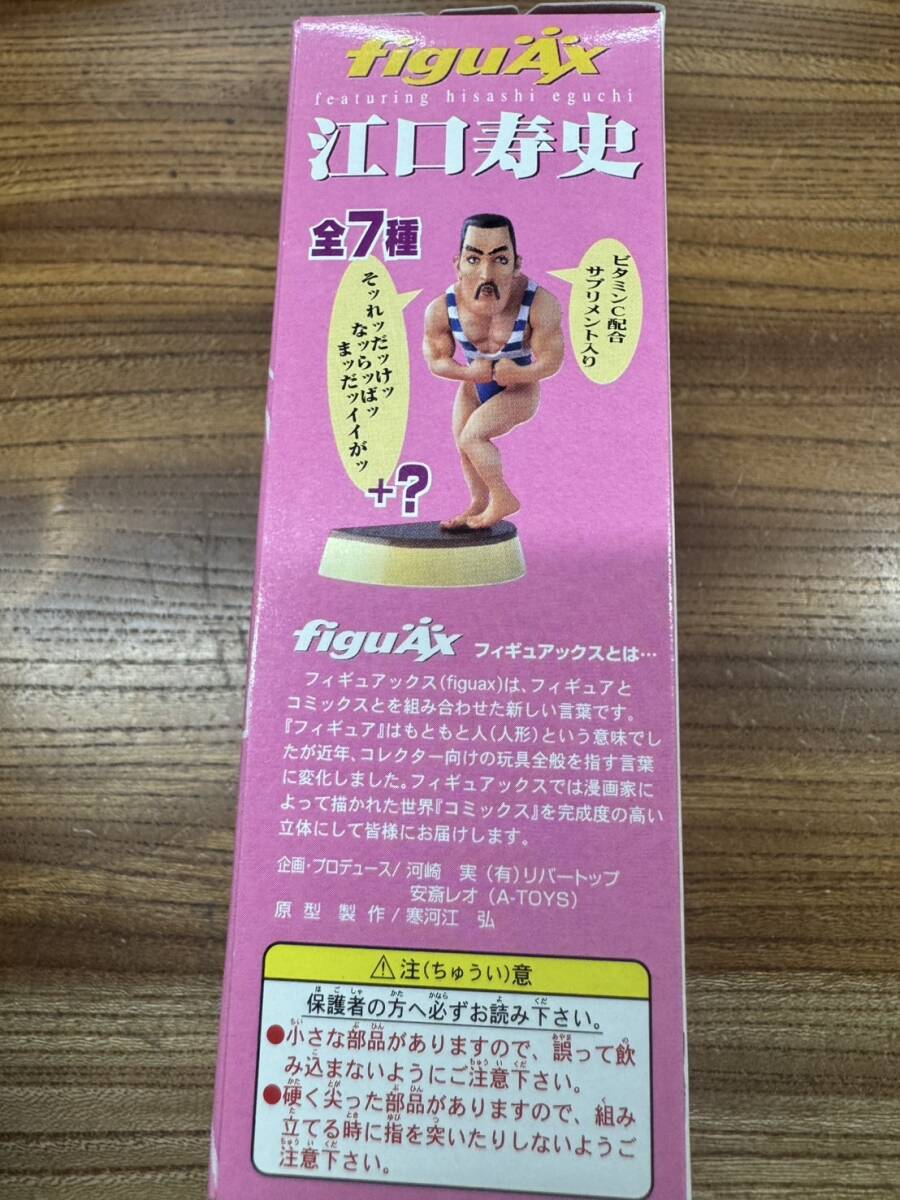 figuAx
featuring hisashi eguchi
江口寿史
全7種
ビタミンC配合
サプリメント入り
そッれッだッけッ
なッらッばッ
まッだッイイがッ
+?
figuAx フィギュアックスとは…
フィギュアックス(figuax)は、フィギュアと
コミックスとを組み合わせた新しい言葉です。
『フィギュア』はもともと人(人形)という意味でし
たが近年、コレクター向けの玩具全般を指す言葉
に変化しました。フィギュアックスでは漫画家に
よって描かれた世界『コミックス』を完成度の高い
立体にして皆様にお届けします。
企画・プロデュース/河崎 実 (有)リバートップ
安斎レオ (A-TOYS)
原型製作/寒河江 弘
⚠注(ちゅうい)意
保護者の方へ必ずお読み下さい。
●小さな部品がありますので、誤って飲
み込まないようにご注意下さい。
●硬く尖った部品がありますので、組み
立てる時に指を突いたりしないようご
注意下さい。